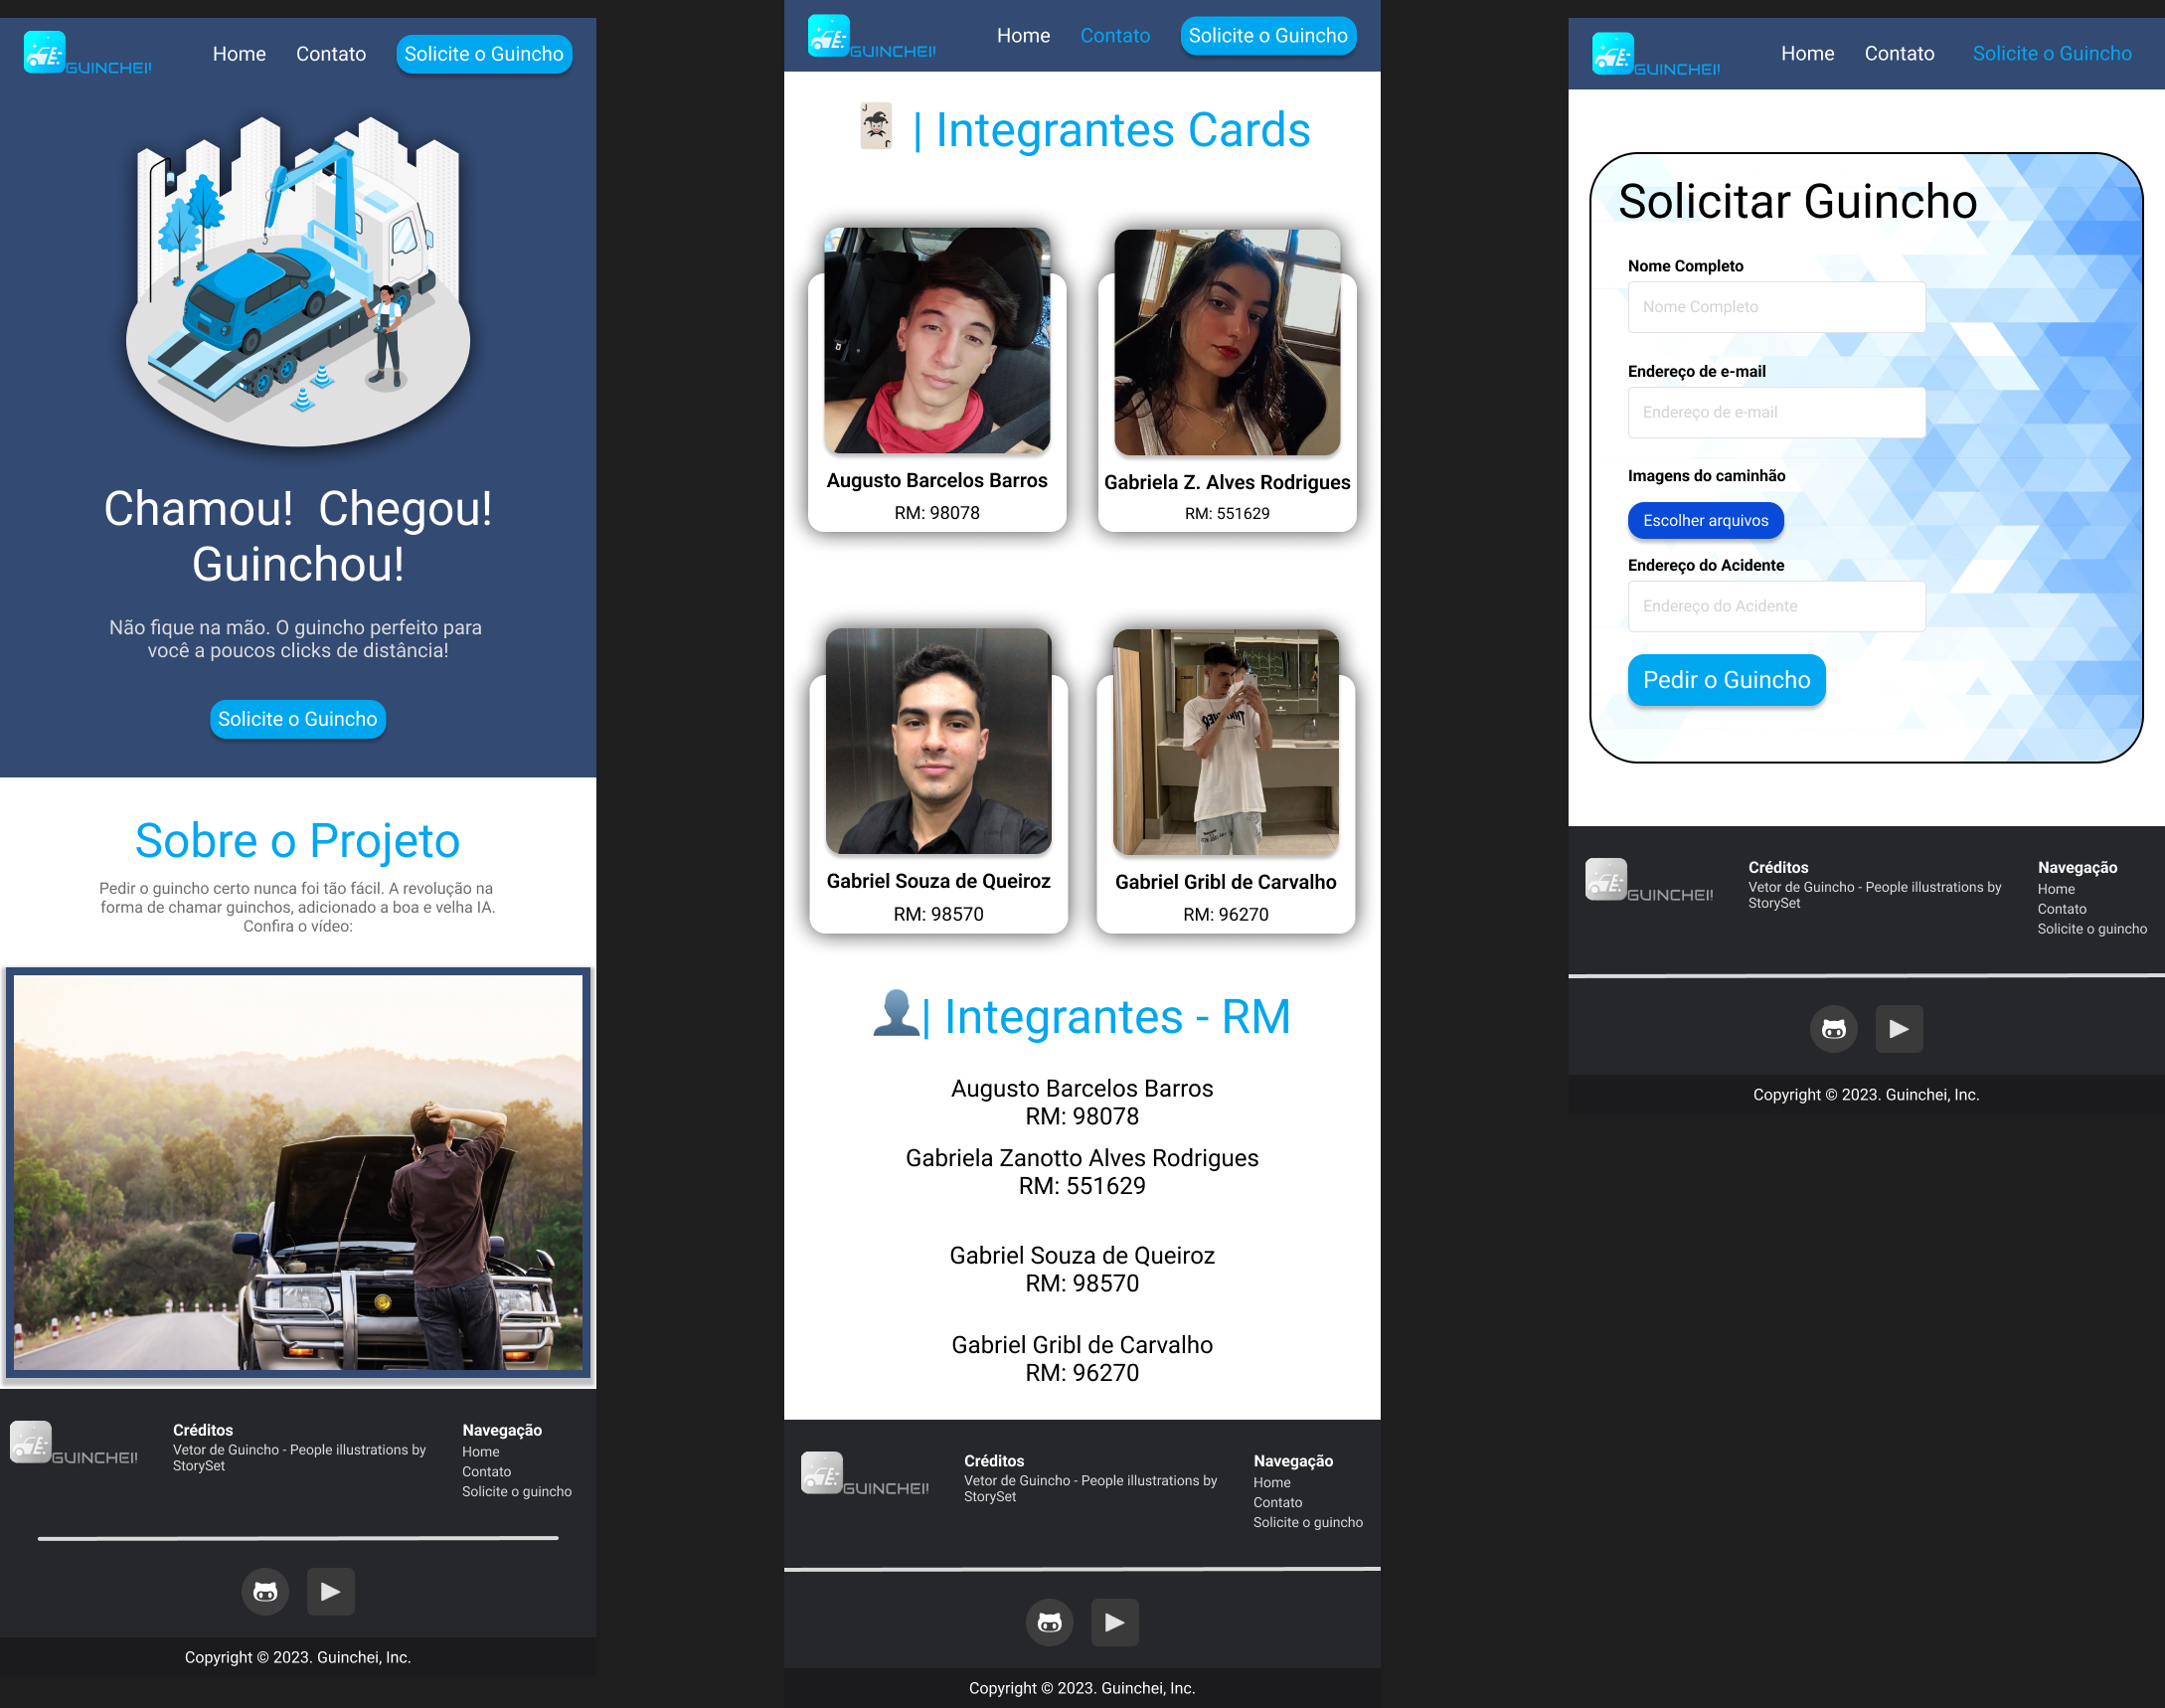 GUINCHEI!
Home
Contato
Solicite o Guincho
Chamou! Chegou!
Guinchou!
Não fique na mão. O guincho perfeito para
você a poucos clicks de distância!
Solicite o Guincho
Sobre o Projeto
Pedir o guincho certo nunca foi tão fácil. A revolução na
forma de chamar guinchos, adicionado a boa e velha IA.
Confira o vídeo:
GUINCHEI!
Créditos
Vetor de Guincho - People illustrations by
StorySet
Navegação
Home
Contato
Solicite o guincho
Copyright © 2023. Guinchei, Inc.
GUINCHEI!
Home
Contato
Solicite o Guincho
| Integrantes Cards
Augusto Barcelos Barros
RM: 98078
Gabriela Z. Alves Rodrigues
RM: 551629
Gabriel Souza de Queiroz
RM: 98570
Gabriel Gribl de Carvalho
RM: 96270
| Integrantes - RM
Augusto Barcelos Barros
RM: 98078
Gabriela Zanotto Alves Rodrigues
RM: 551629
Gabriel Souza de Queiroz
RM: 98570
Gabriel Gribl de Carvalho
RM: 96270
GUINCHEI!
Créditos
Vetor de Guincho - People illustrations by
StorySet
Navegação
Home
Contato
Solicite o guincho
Copyright © 2023. Guinchei, Inc.
GUINCHEI!
Home
Contato
Solicite o Guincho
Solicitar Guincho
Nome Completo
Nome Completo
Endereço de e-mail
Endereço de e-mail
Imagens do caminhão
Escolher arquivos
Endereço do Acidente
Endereço do Acidente
Pedir o Guincho
GUINCHEI!
Créditos
Vetor de Guincho - People illustrations by
StorySet
Navegação
Home
Contato
Solicite o guincho
Copyright © 2023. Guinchei, Inc.